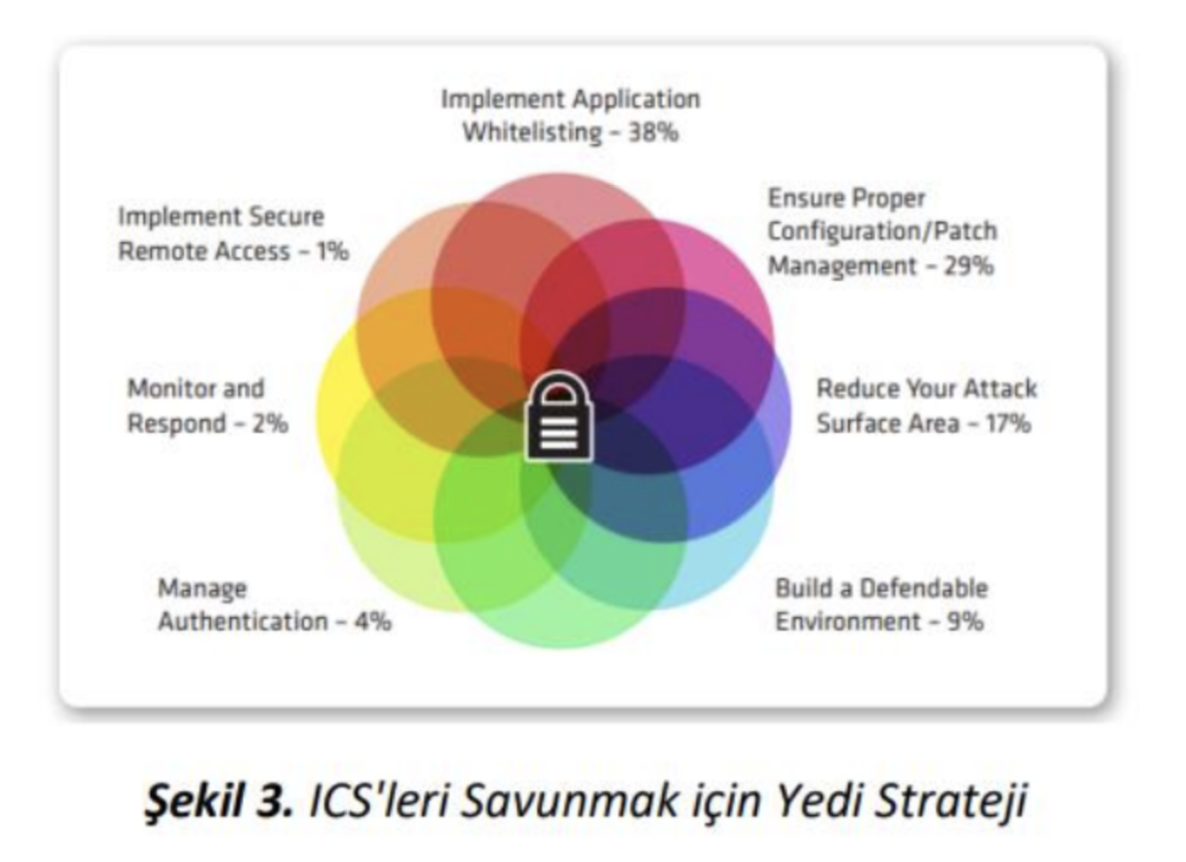 Implement Application
Whitelisting – 38%
Ensure Proper
Configuration/Patch
Management – 29%
Implement Secure
Remote Access – 1%
Monitor and
Respond – 2%
Reduce Your Attack
Surface Area – 17%
Manage
Authentication – 4%
Build a Defendable
Environment – 9%
Şekil 3. ICS'leri Savunmak için Yedi Strateji